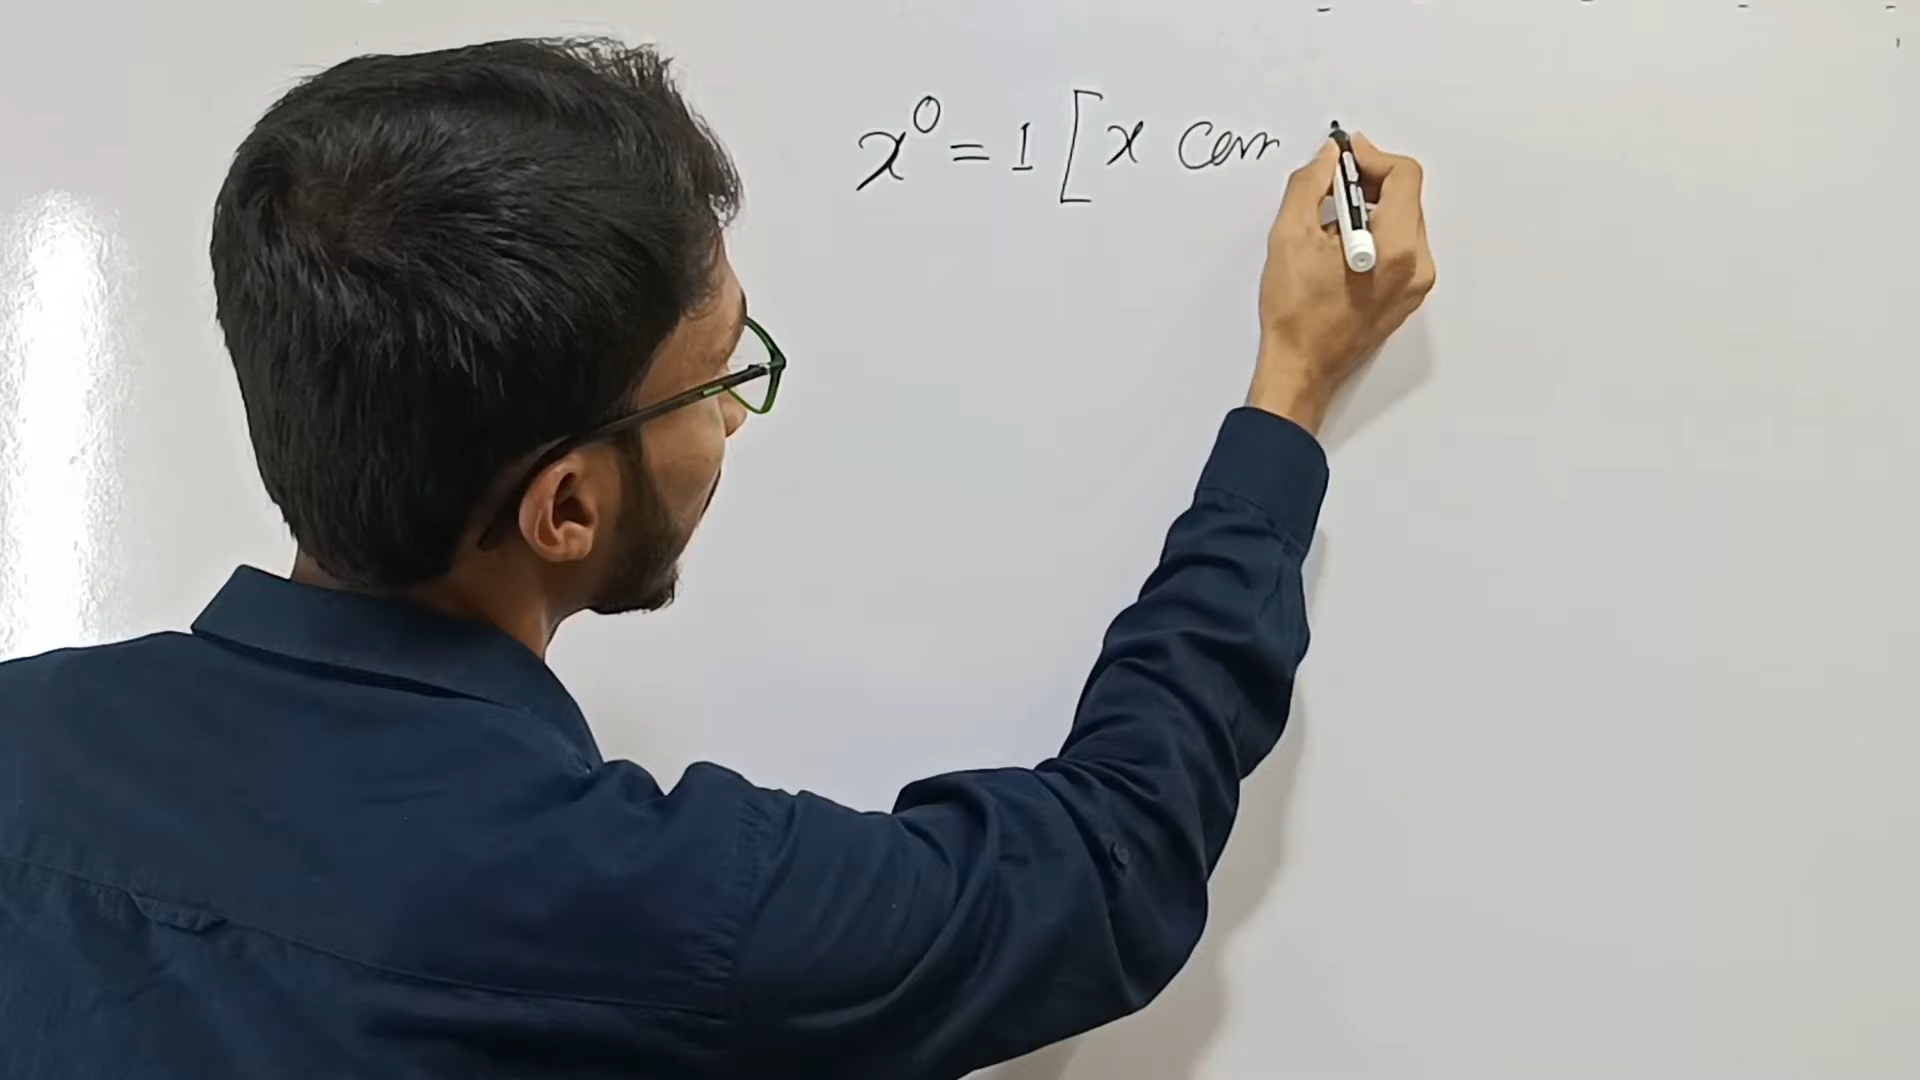 x⁰ = 1 [x can